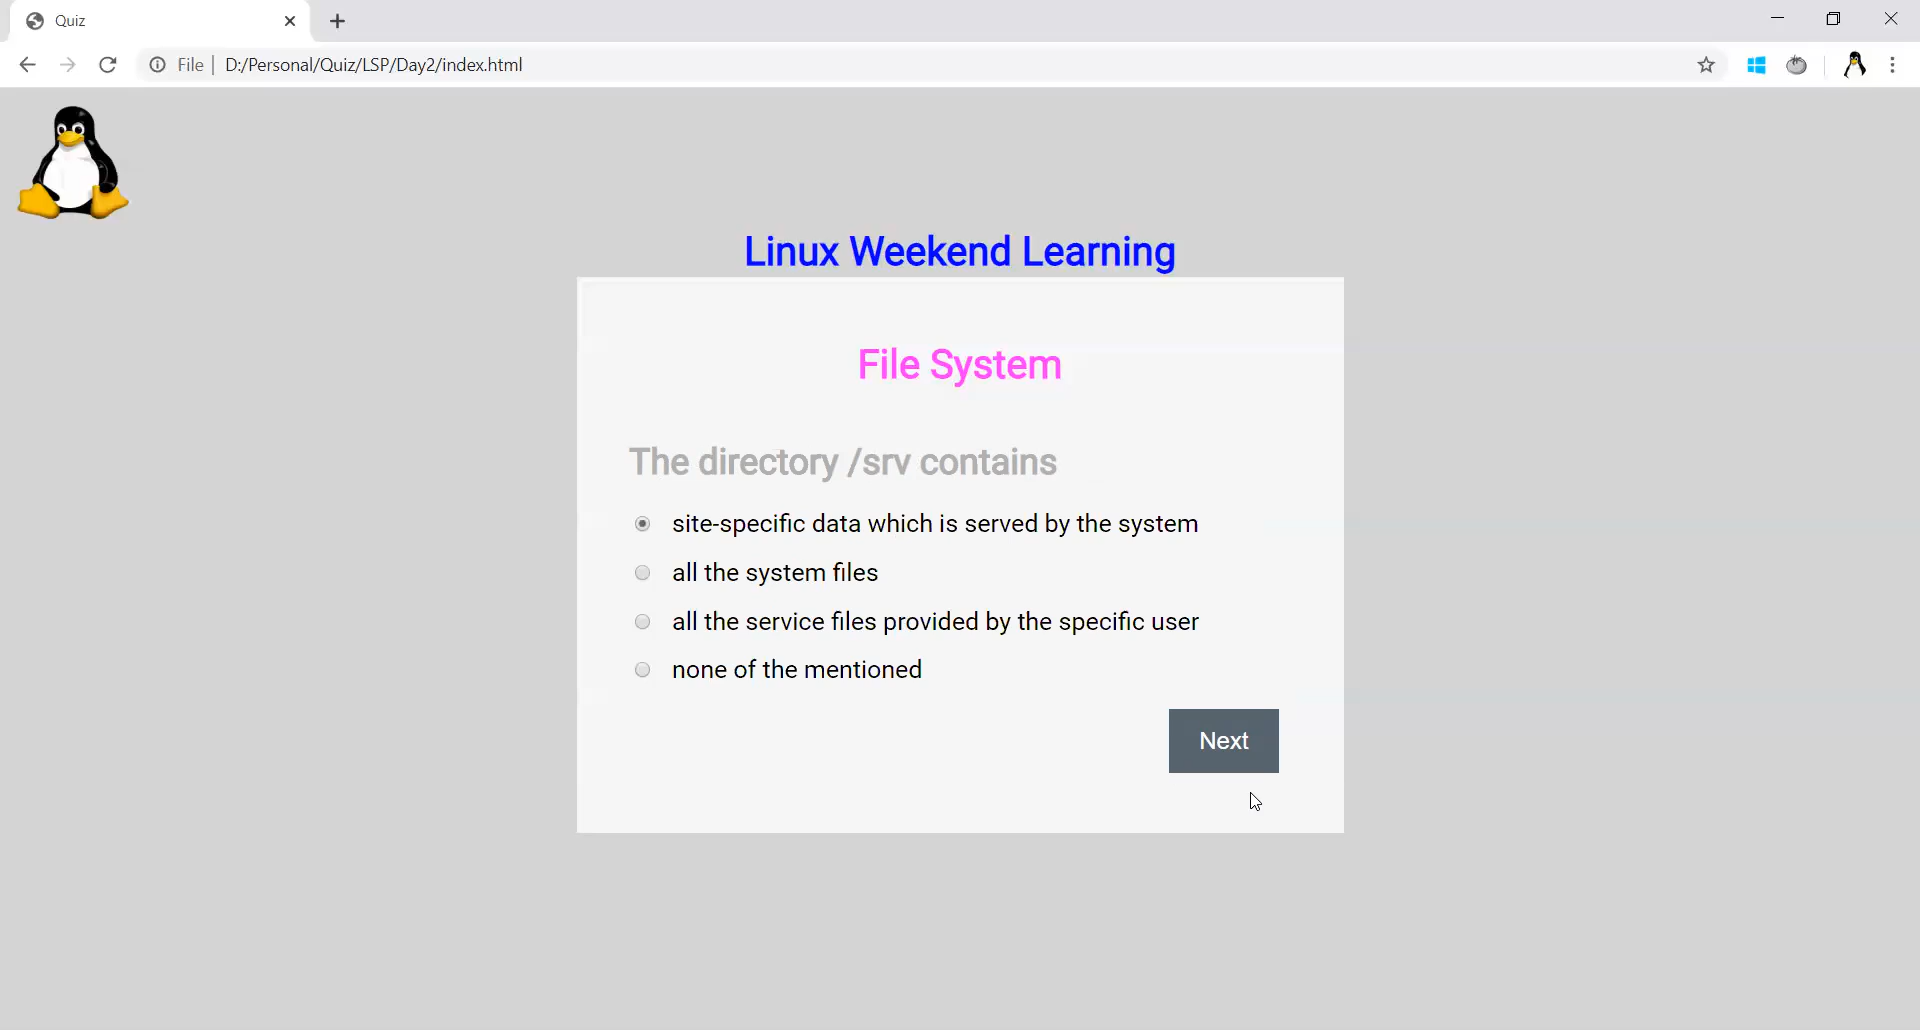 Quiz
File
D:/Personal/Quiz/LSP/Day2/index.html
Linux Weekend Learning
File System
The directory /srv contains
site-specific data which is served by the system
all the system files
all the service files provided by the specific user
none of the mentioned
Next